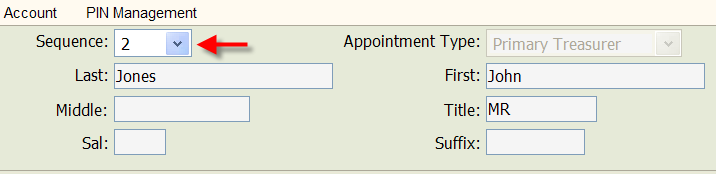 Account PIN Management
Sequence: 2 Appointment Type: Primary Treasurer
Last: Jones First: John
Middle: Title: MR
Sal: Suffix: